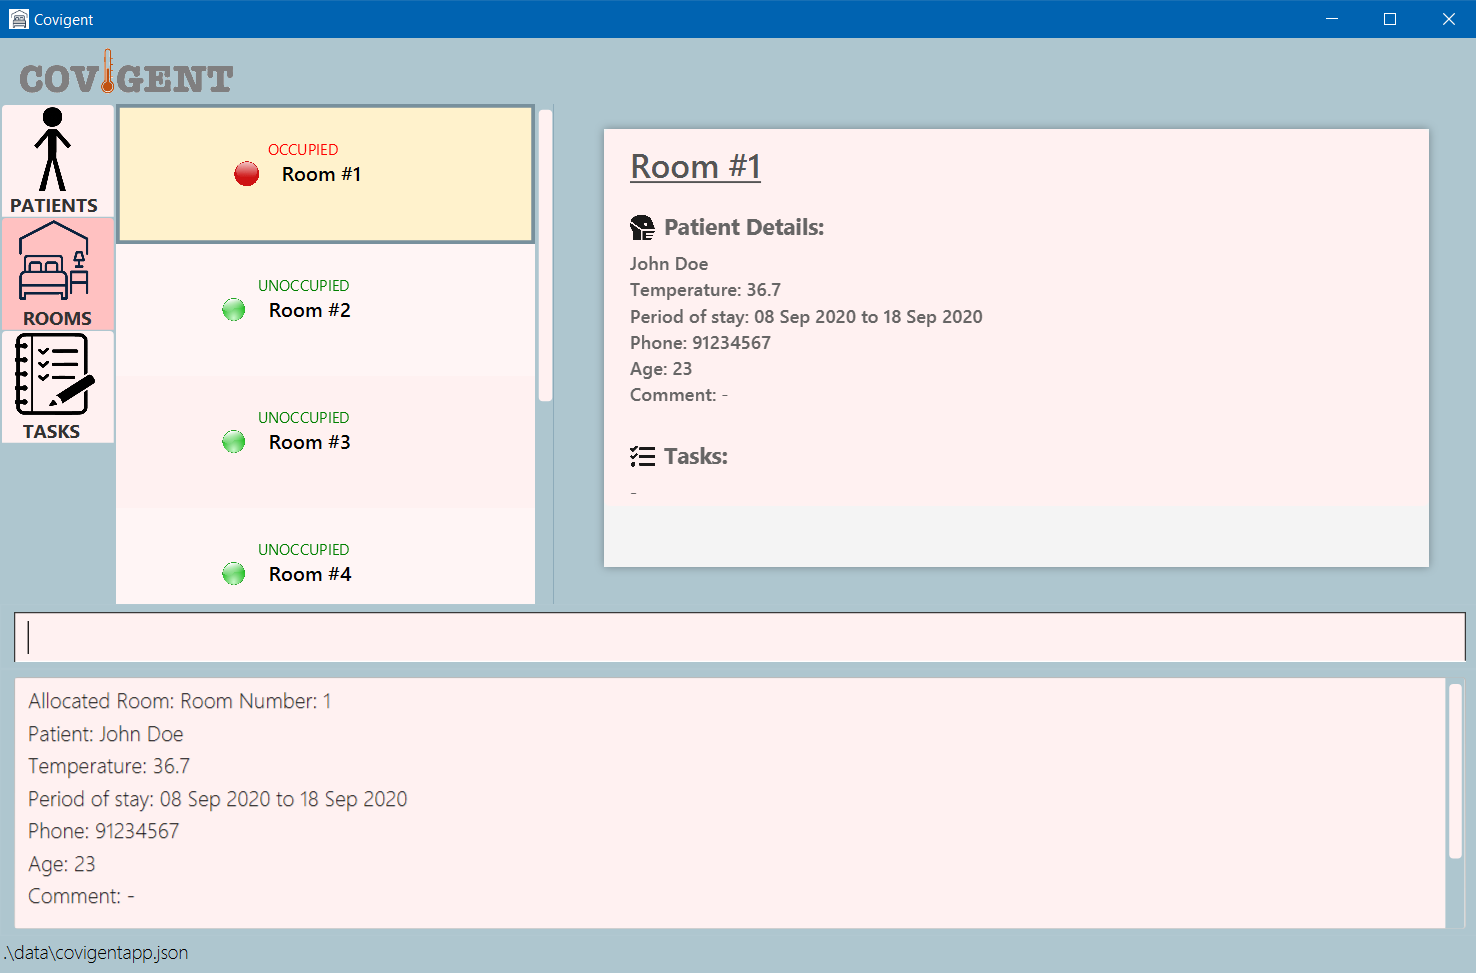 Covigent
COVIGENT
PATIENTS
ROOMS
TASKS
OCCUPIED
Room #1
UNOCCUPIED
Room #2
UNOCCUPIED
Room #3
UNOCCUPIED
Room #4
Room #1
Patient Details:
John Doe
Temperature: 36.7
Period of stay: 08 Sep 2020 to 18 Sep 2020
Phone: 91234567
Age: 23
Comment: -
Tasks:
-
Allocated Room: Room Number: 1
Patient: John Doe
Temperature: 36.7
Period of stay: 08 Sep 2020 to 18 Sep 2020
Phone: 91234567
Age: 23
Comment: -
.\data\covigentapp.json